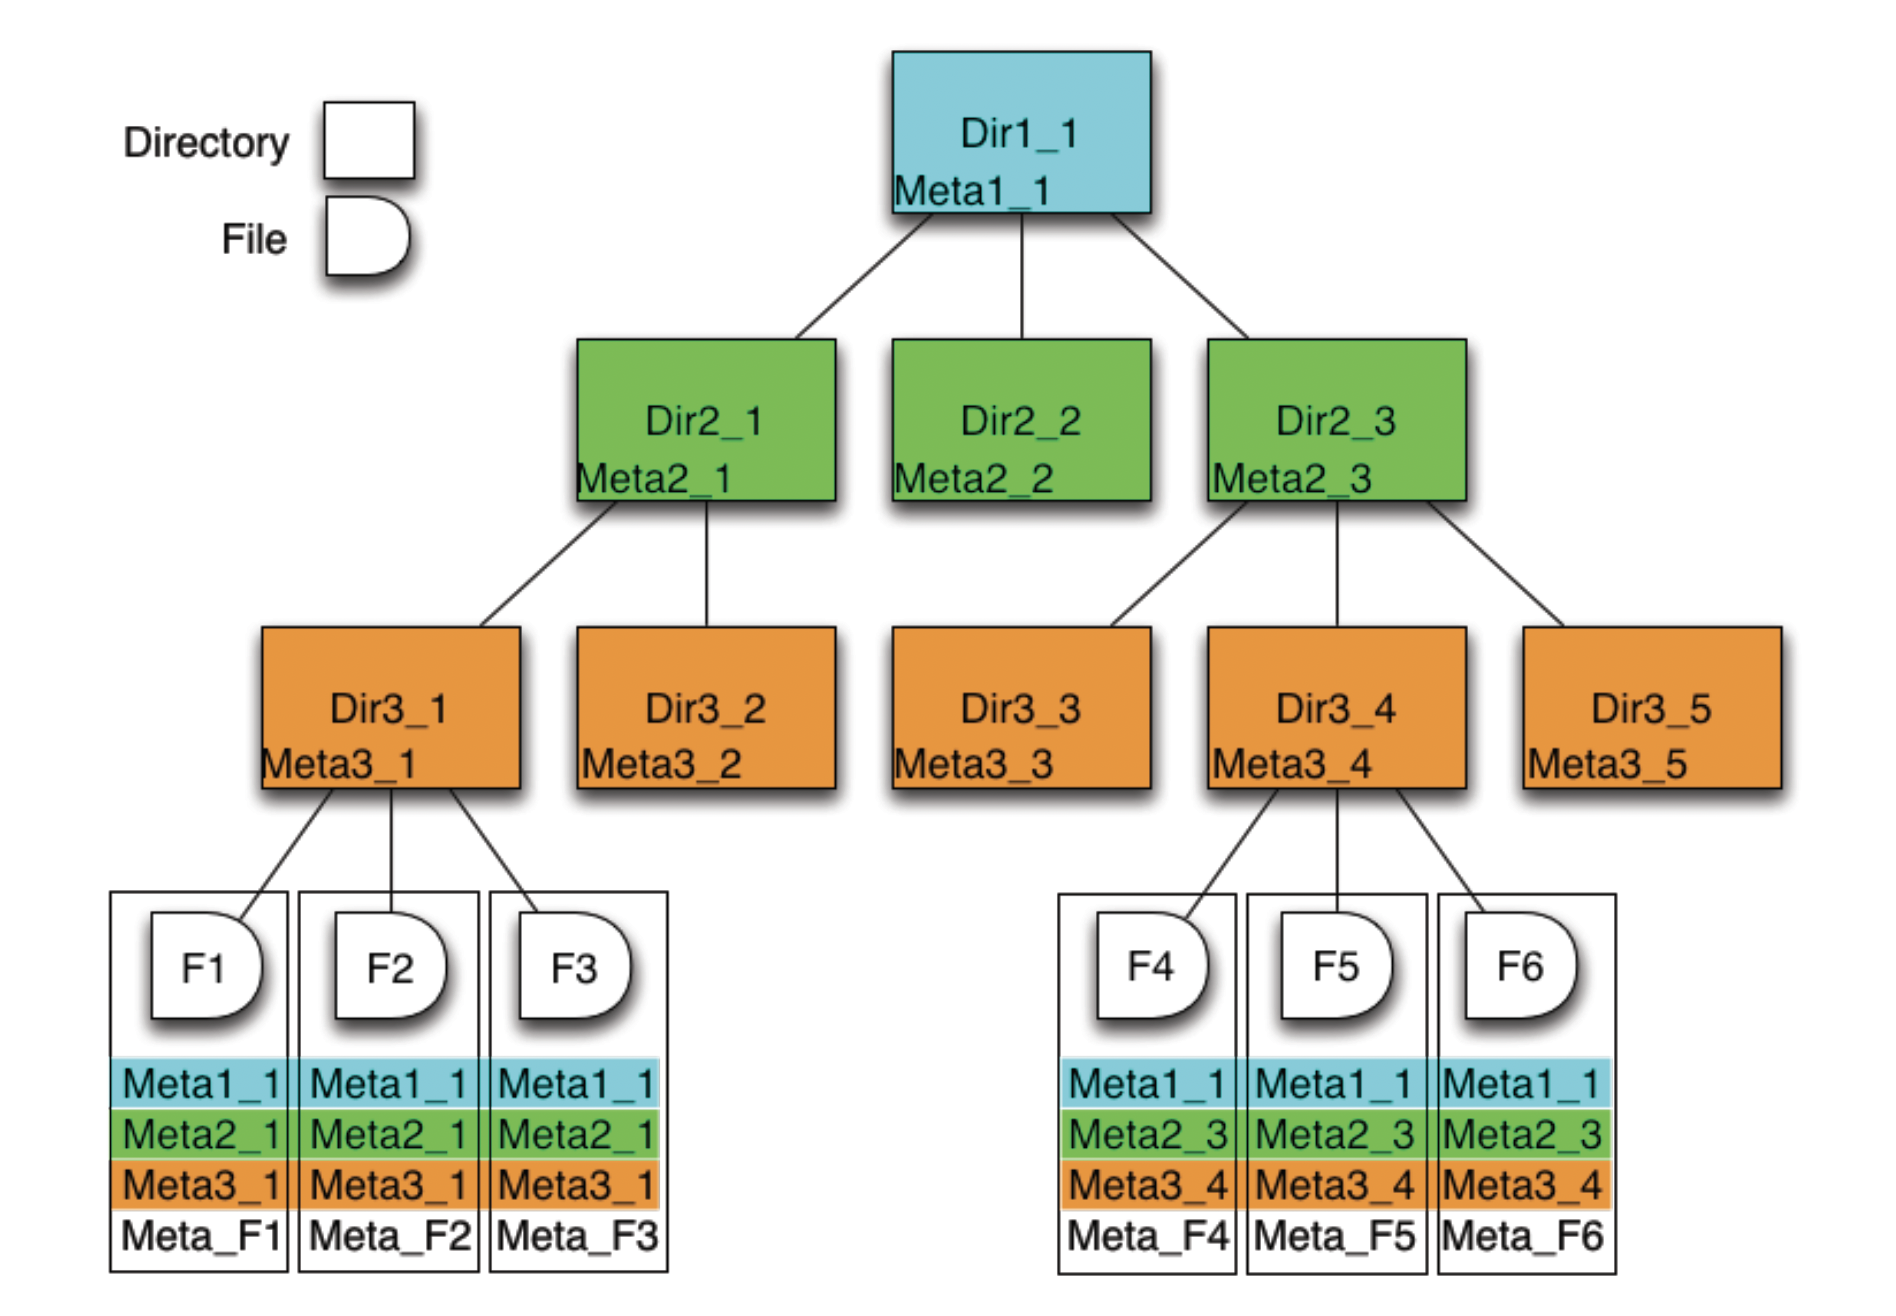 Directory
File
Dir1_1
Meta1_1
Dir2_1
Meta2_1
Dir2_2
Meta2_2
Dir2_3
Meta2_3
Dir3_1
Meta3_1
Dir3_2
Meta3_2
Dir3_3
Meta3_3
Dir3_4
Meta3_4
Dir3_5
Meta3_5
F1
Meta1_1
Meta2_1
Meta3_1
Meta_F1
F2
Meta1_1
Meta2_1
Meta3_1
Meta_F2
F3
Meta1_1
Meta2_1
Meta3_1
Meta_F3
F4
Meta1_1
Meta2_3
Meta3_4
Meta_F4
F5
Meta1_1
Meta2_3
Meta3_4
Meta_F5
F6
Meta1_1
Meta2_3
Meta3_4
Meta_F6